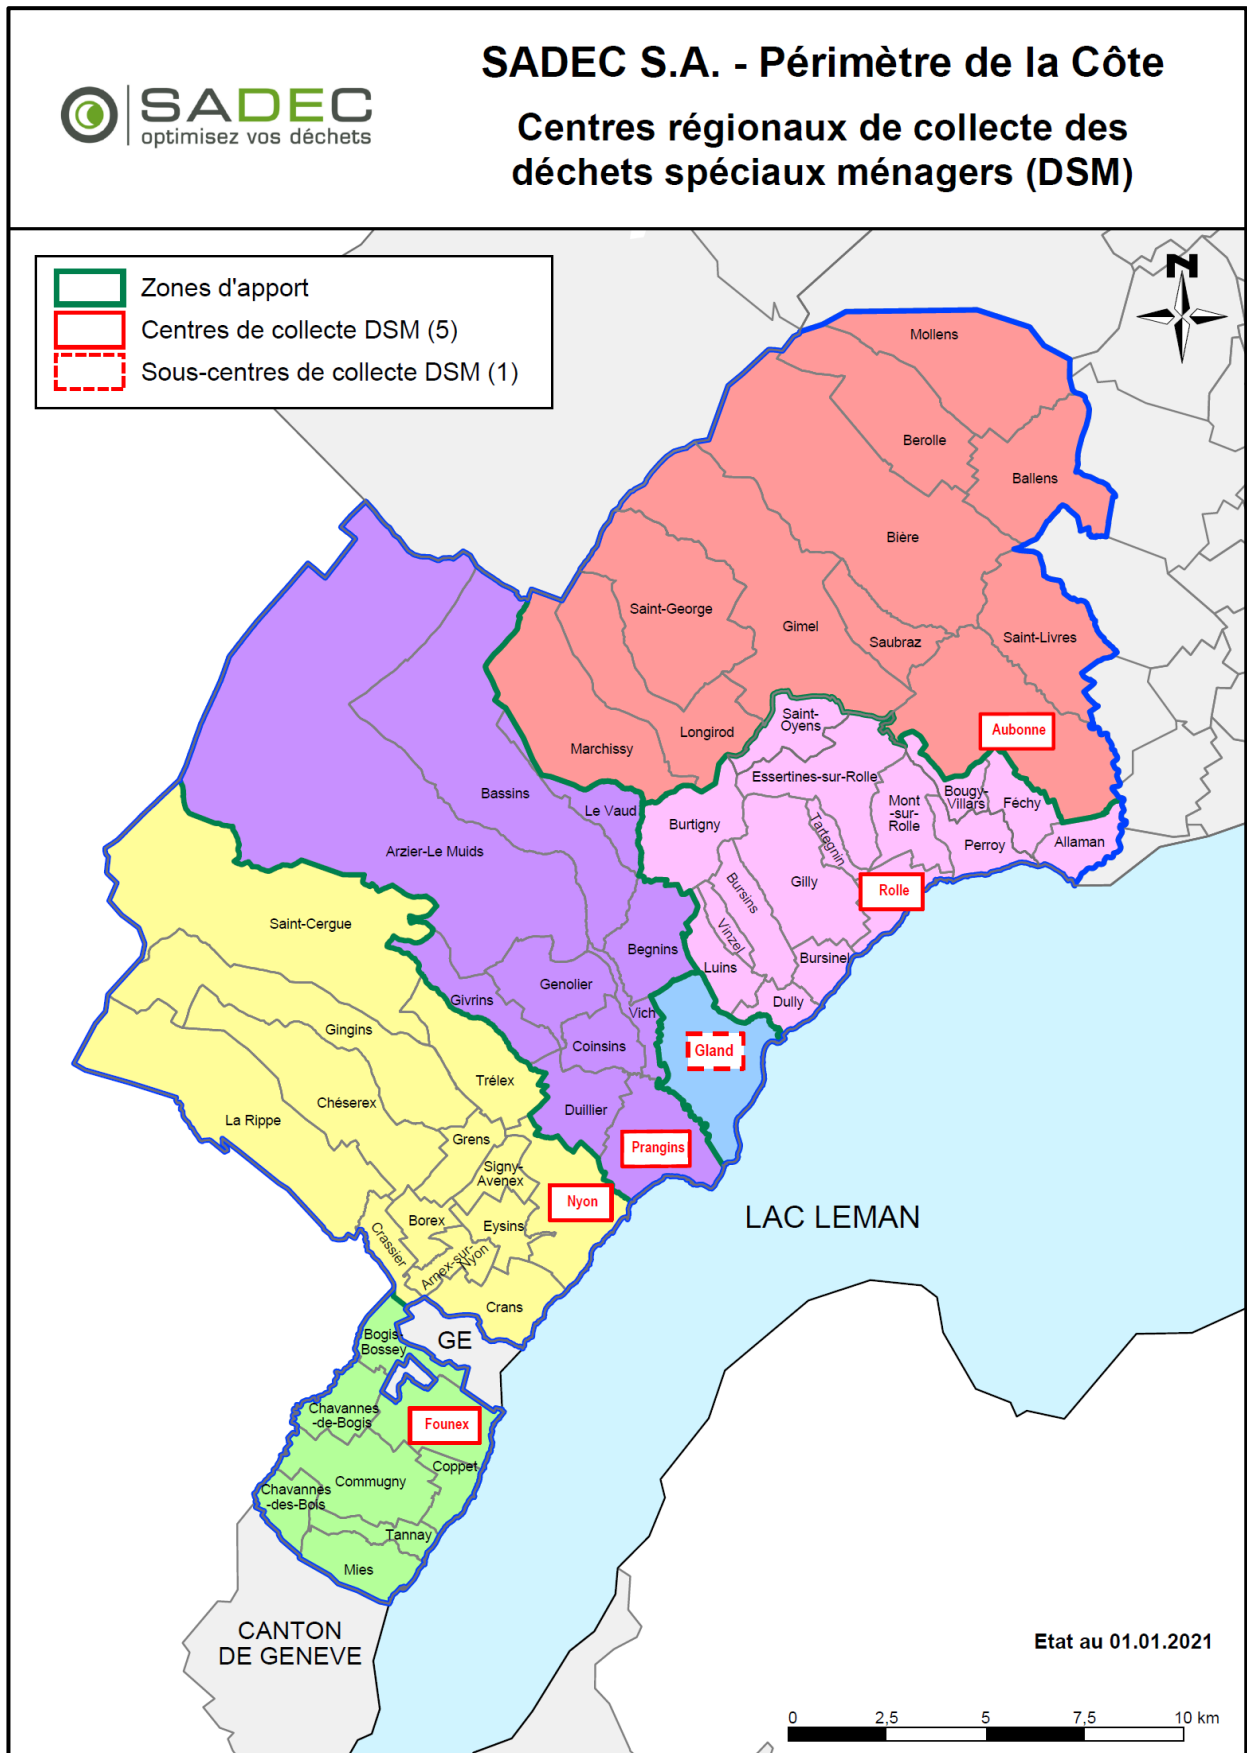 SADEC S.A. - Périmètre de la Côte
SADEC
optimisez vos déchets
Centres régionaux de collecte des
déchets spéciaux ménagers (DSM)
Zones d'apport
Centres de collecte DSM (5)
Sous-centres de collecte DSM (1)
N
Mollens
Berolle
Ballens
Bière
Saint-George
Gimel
Saubraz
Saint-Livres
Marchissy
Longirod
Aubonne
Saint-
Oyens
Essertines-sur-Rolle
Bassins
Le Vaud
Burtigny
Tartegnin
Mont
-sur-
Rolle
Bougy-
Villars
Féchy
Allaman
Perroy
Arzier-Le Muids
Gilly
Rolle
Bursins
Vinzel
Saint-Cergue
Begnins
Luins
Bursinel
Dully
Givrins
Genolier
Vich
Gingins
Coinsins
Gland
Trélex
Chéserex
La Rippe
Duillier
Grens
Prangins
Signy-
Avenex
Nyon
Borex
Eysins
Crassier
Arnex-sur-
Nyon
LAC LEMAN
Crans
Bogis-
Bossey
GE
Chavannes
-de-Bogis
Founex
Coppet
Commugny
Chavannes
-des-Bois
Tannay
Mies
CANTON
DE GENEVE
Etat au 01.01.2021
0 2,5 5 7,5 10 km